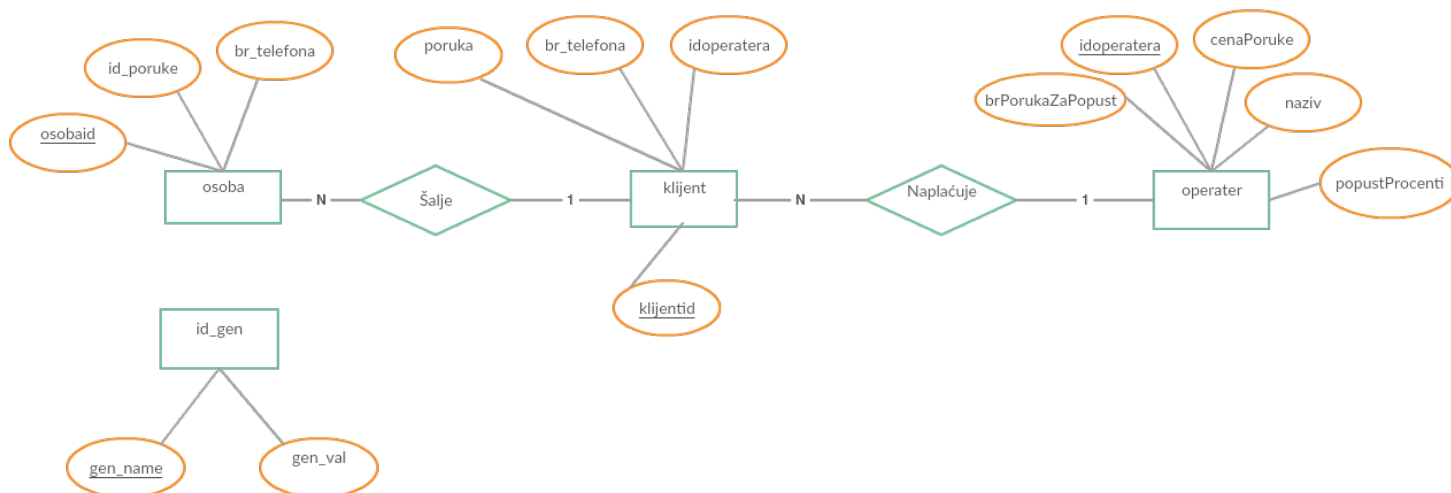 br_telefona
id_poruke
osobaid
osoba
N
Šalje
1
poruka
br_telefona
idoperatera
klijent
klijentid
N
Naplaćuje
1
idoperatera
cenaPoruke
brPorukaZaPopust
naziv
operater
popustProcenti
id_gen
gen_name
gen_val